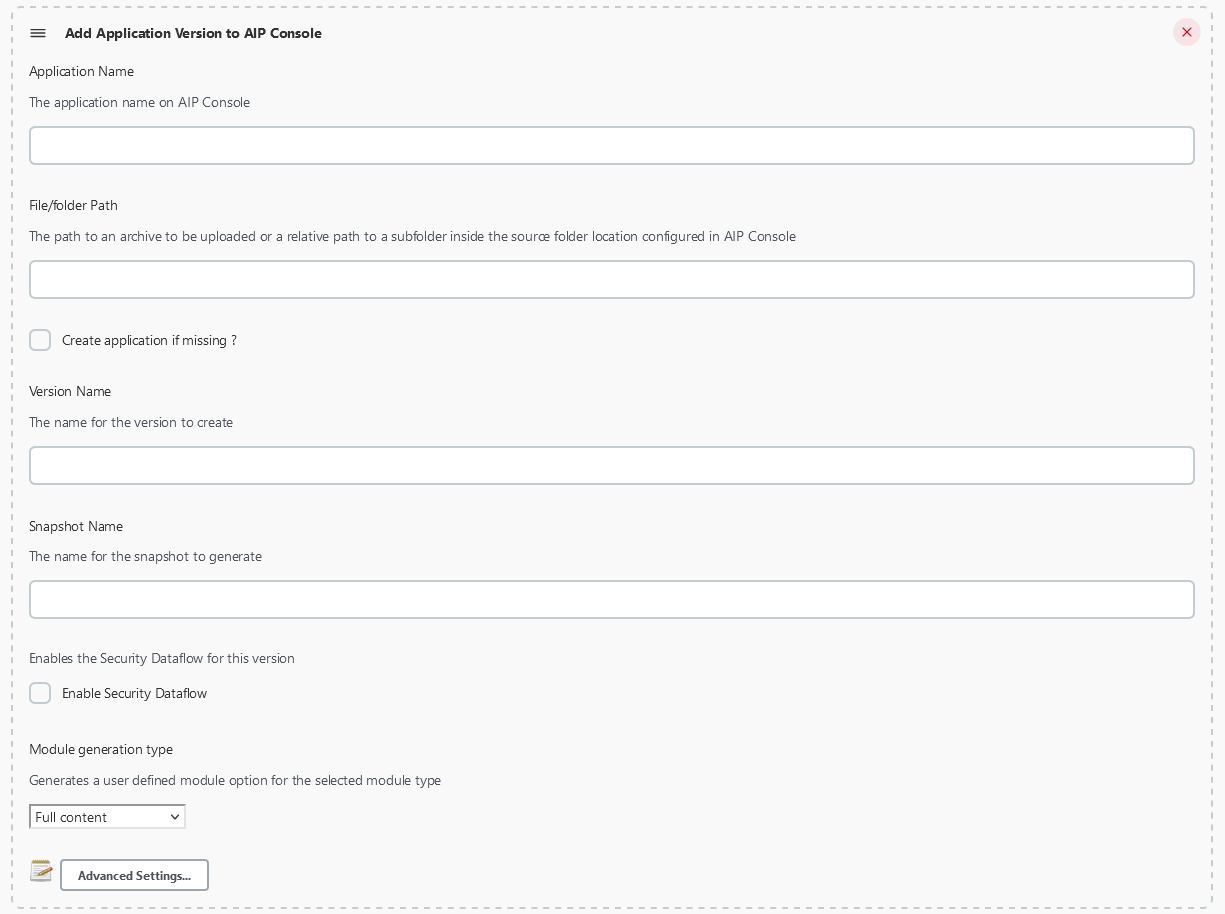 Add Application Version to AIP Console
Application Name
The application name on AIP Console
File/folder Path
The path to an archive to be uploaded or a relative path to a subfolder inside the source folder location configured in AIP Console
Create application if missing ?
Version Name
The name for the version to create
Snapshot Name
The name for the snapshot to generate
Enables the Security Dataflow for this version
Enable Security Dataflow
Module generation type
Generates a user defined module option for the selected module type
Full content
Advanced Settings...